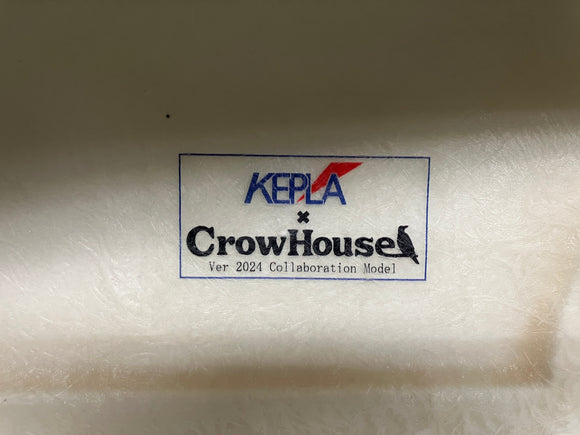 KEPLA
×
CrowHouse
Ver 2024 Collaboration Model